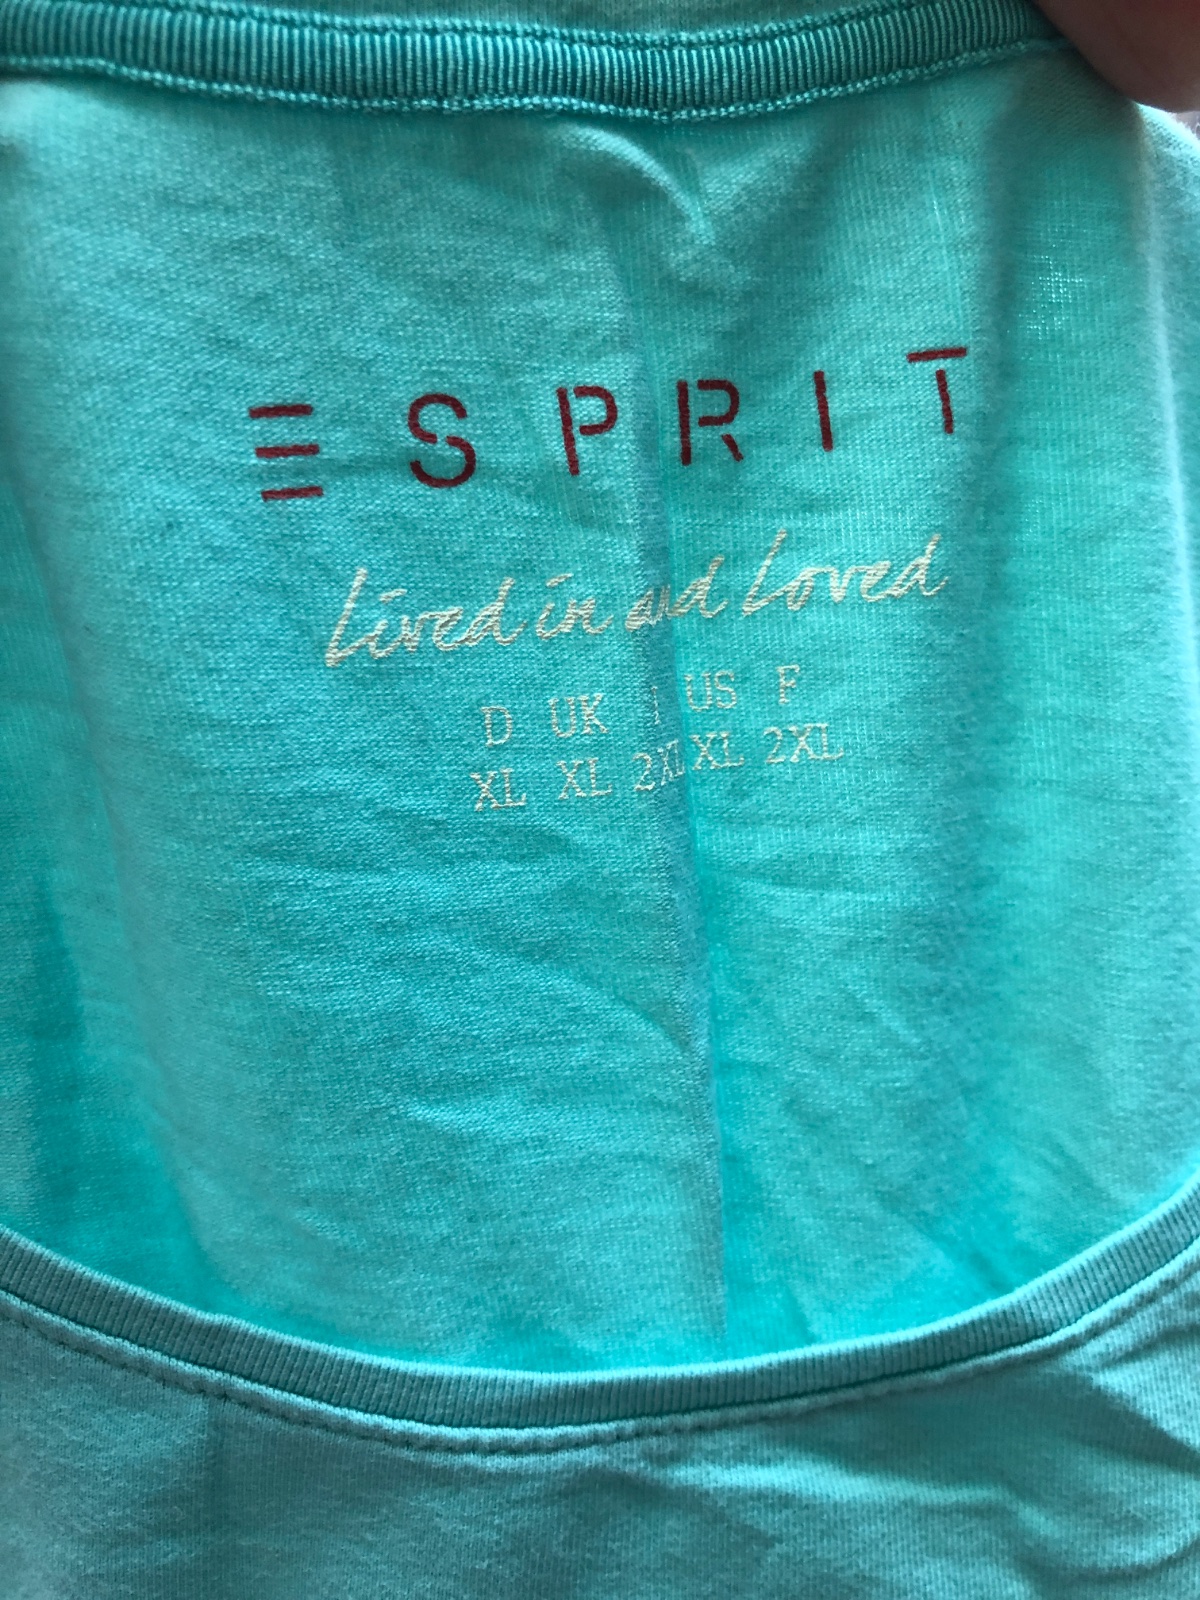 ESPRIT
Lived in and Loved
D UK I US F
XL XL 2XL XL 2XL